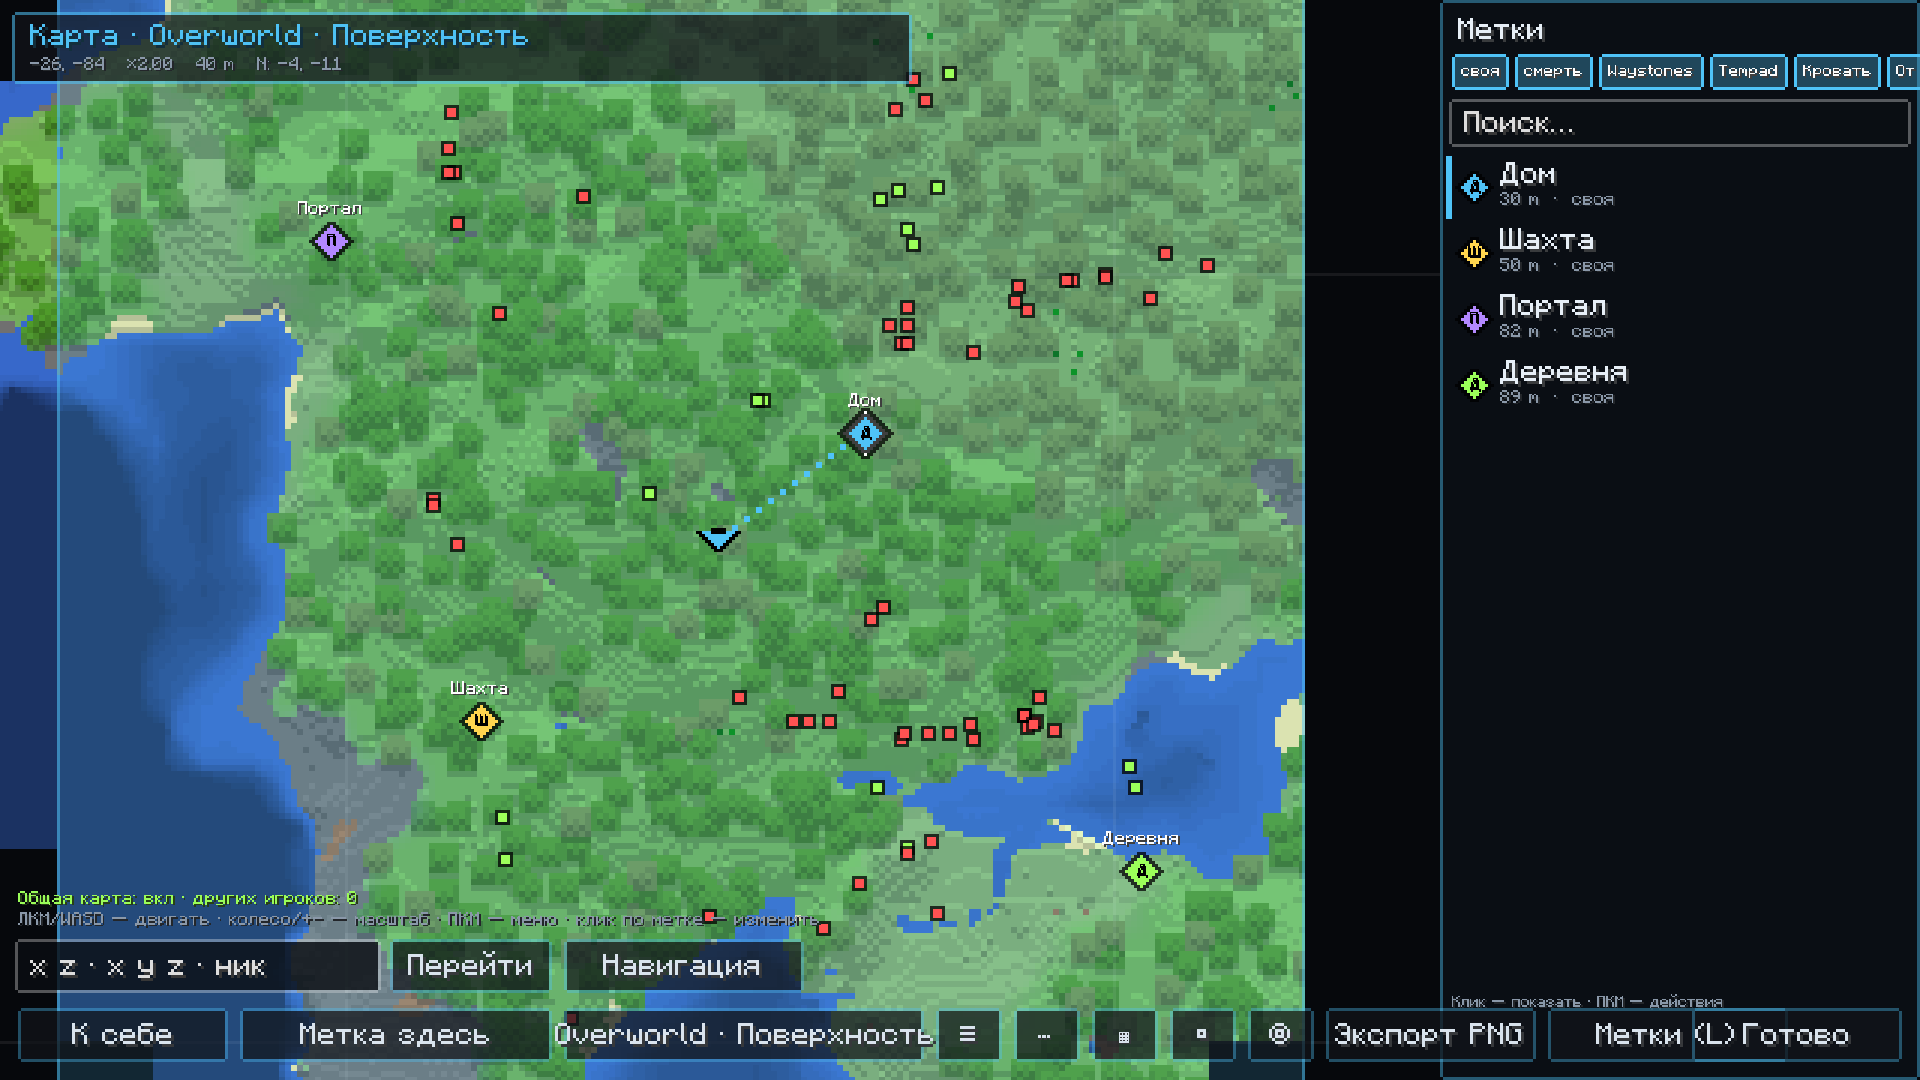 Карта · Overworld · Поверхность
-26, -84 ×2.00 40 m N: -4, -11
Метки
своя
смерть
Waystones
Tempad
Кровать
От
Поиск...
Дом
30 m · своя
Шахта
50 m · своя
Портал
82 m · своя
Деревня
89 m · своя
Портал
П
Дом
Д
Шахта
Ш
Деревня
Д
Общая карта: вкл · других игроков: 0
ЛКМ/WASD — двигать · колесо/+- — масштаб · ПКМ — меню · клик по метке — изменить
x z · x y z · ник
Перейти
Навигация
Клик — показать · ПКМ — действия
К себе
Метка здесь
Overworld · Поверхность
Экспорт PNG
Метки (L)
Готово